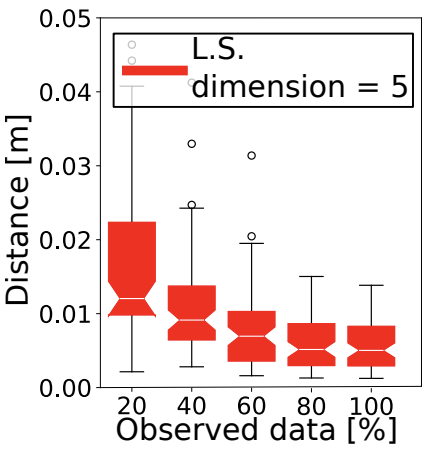 0.05
0.04
0.03
0.02
0.01
0.00
Distance [m]
L.S.
dimension = 5
20 40 60 80 100
Observed data [%]